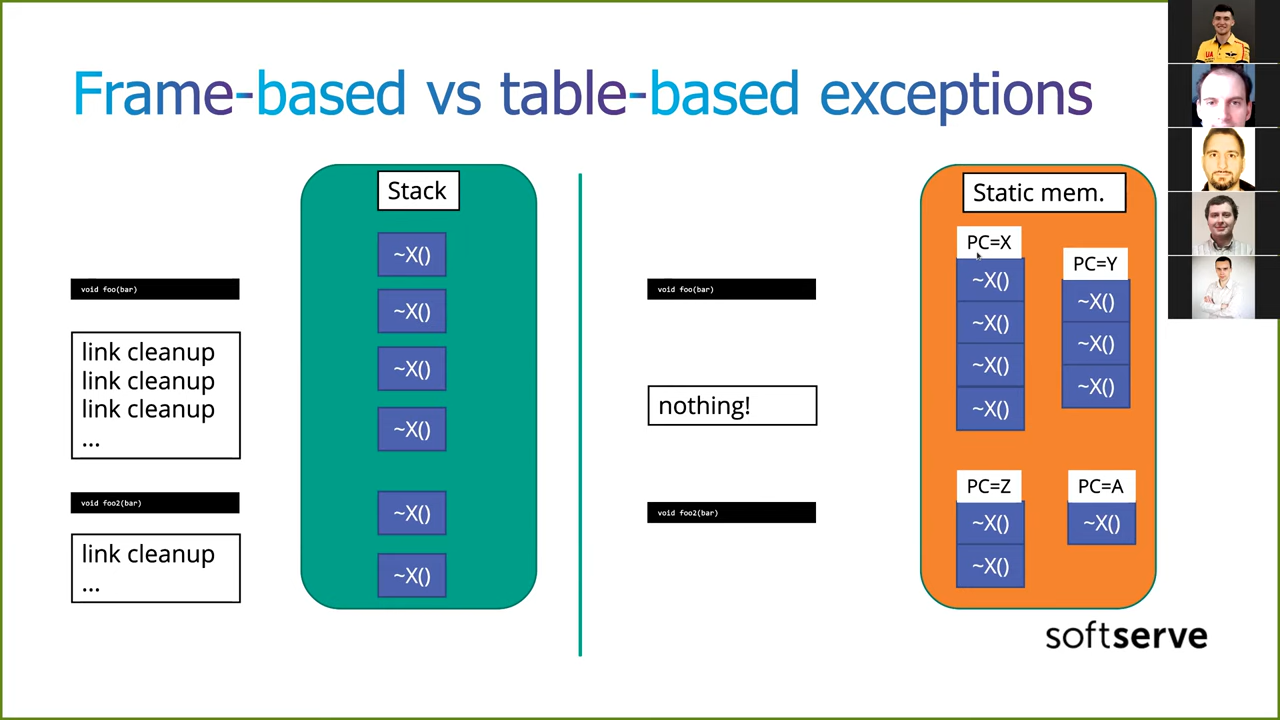 Frame-based vs table-based exceptions
void foo(bar)
link cleanup
link cleanup
link cleanup
...
void foo2(bar)
link cleanup
...
Stack
~X()
~X()
~X()
~X()
~X()
~X()
void foo(bar)
nothing!
void foo2(bar)
Static mem.
PC=X
~X()
~X()
~X()
~X()
PC=Y
~X()
~X()
~X()
PC=Z
~X()
~X()
PC=A
~X()
softserve
UA